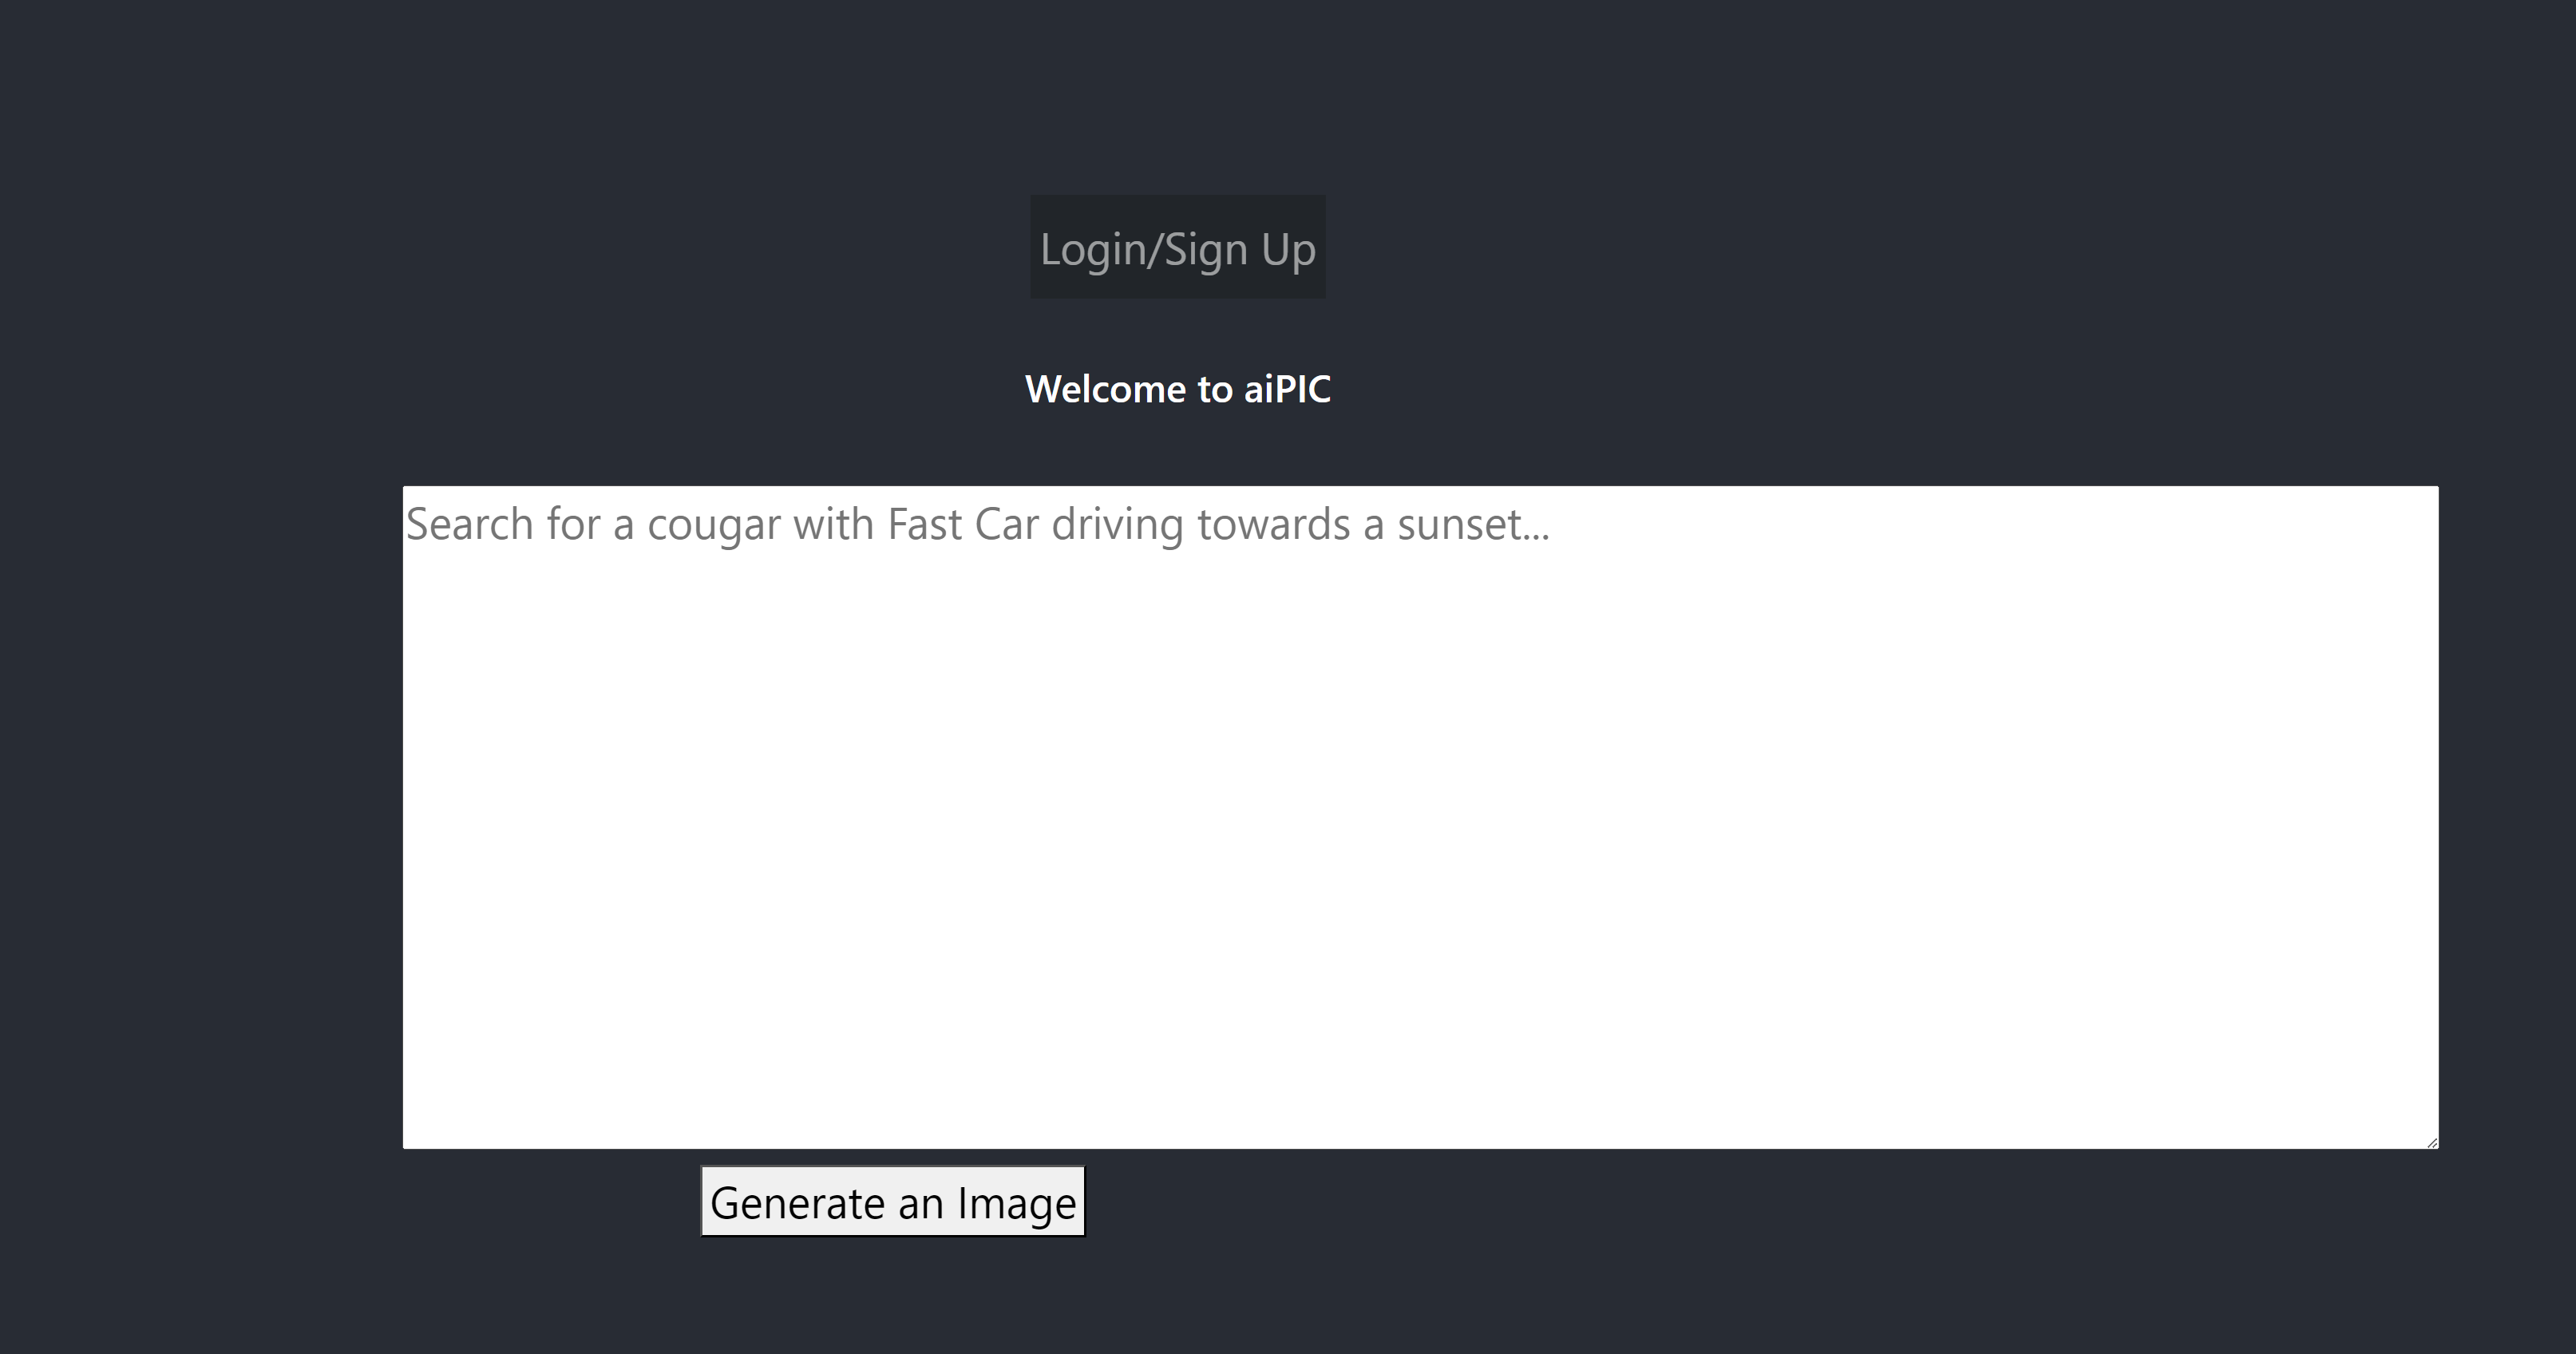 Login/Sign Up
Welcome to aiPIC
Search for a cougar with Fast Car driving towards a sunset...
Generate an Image